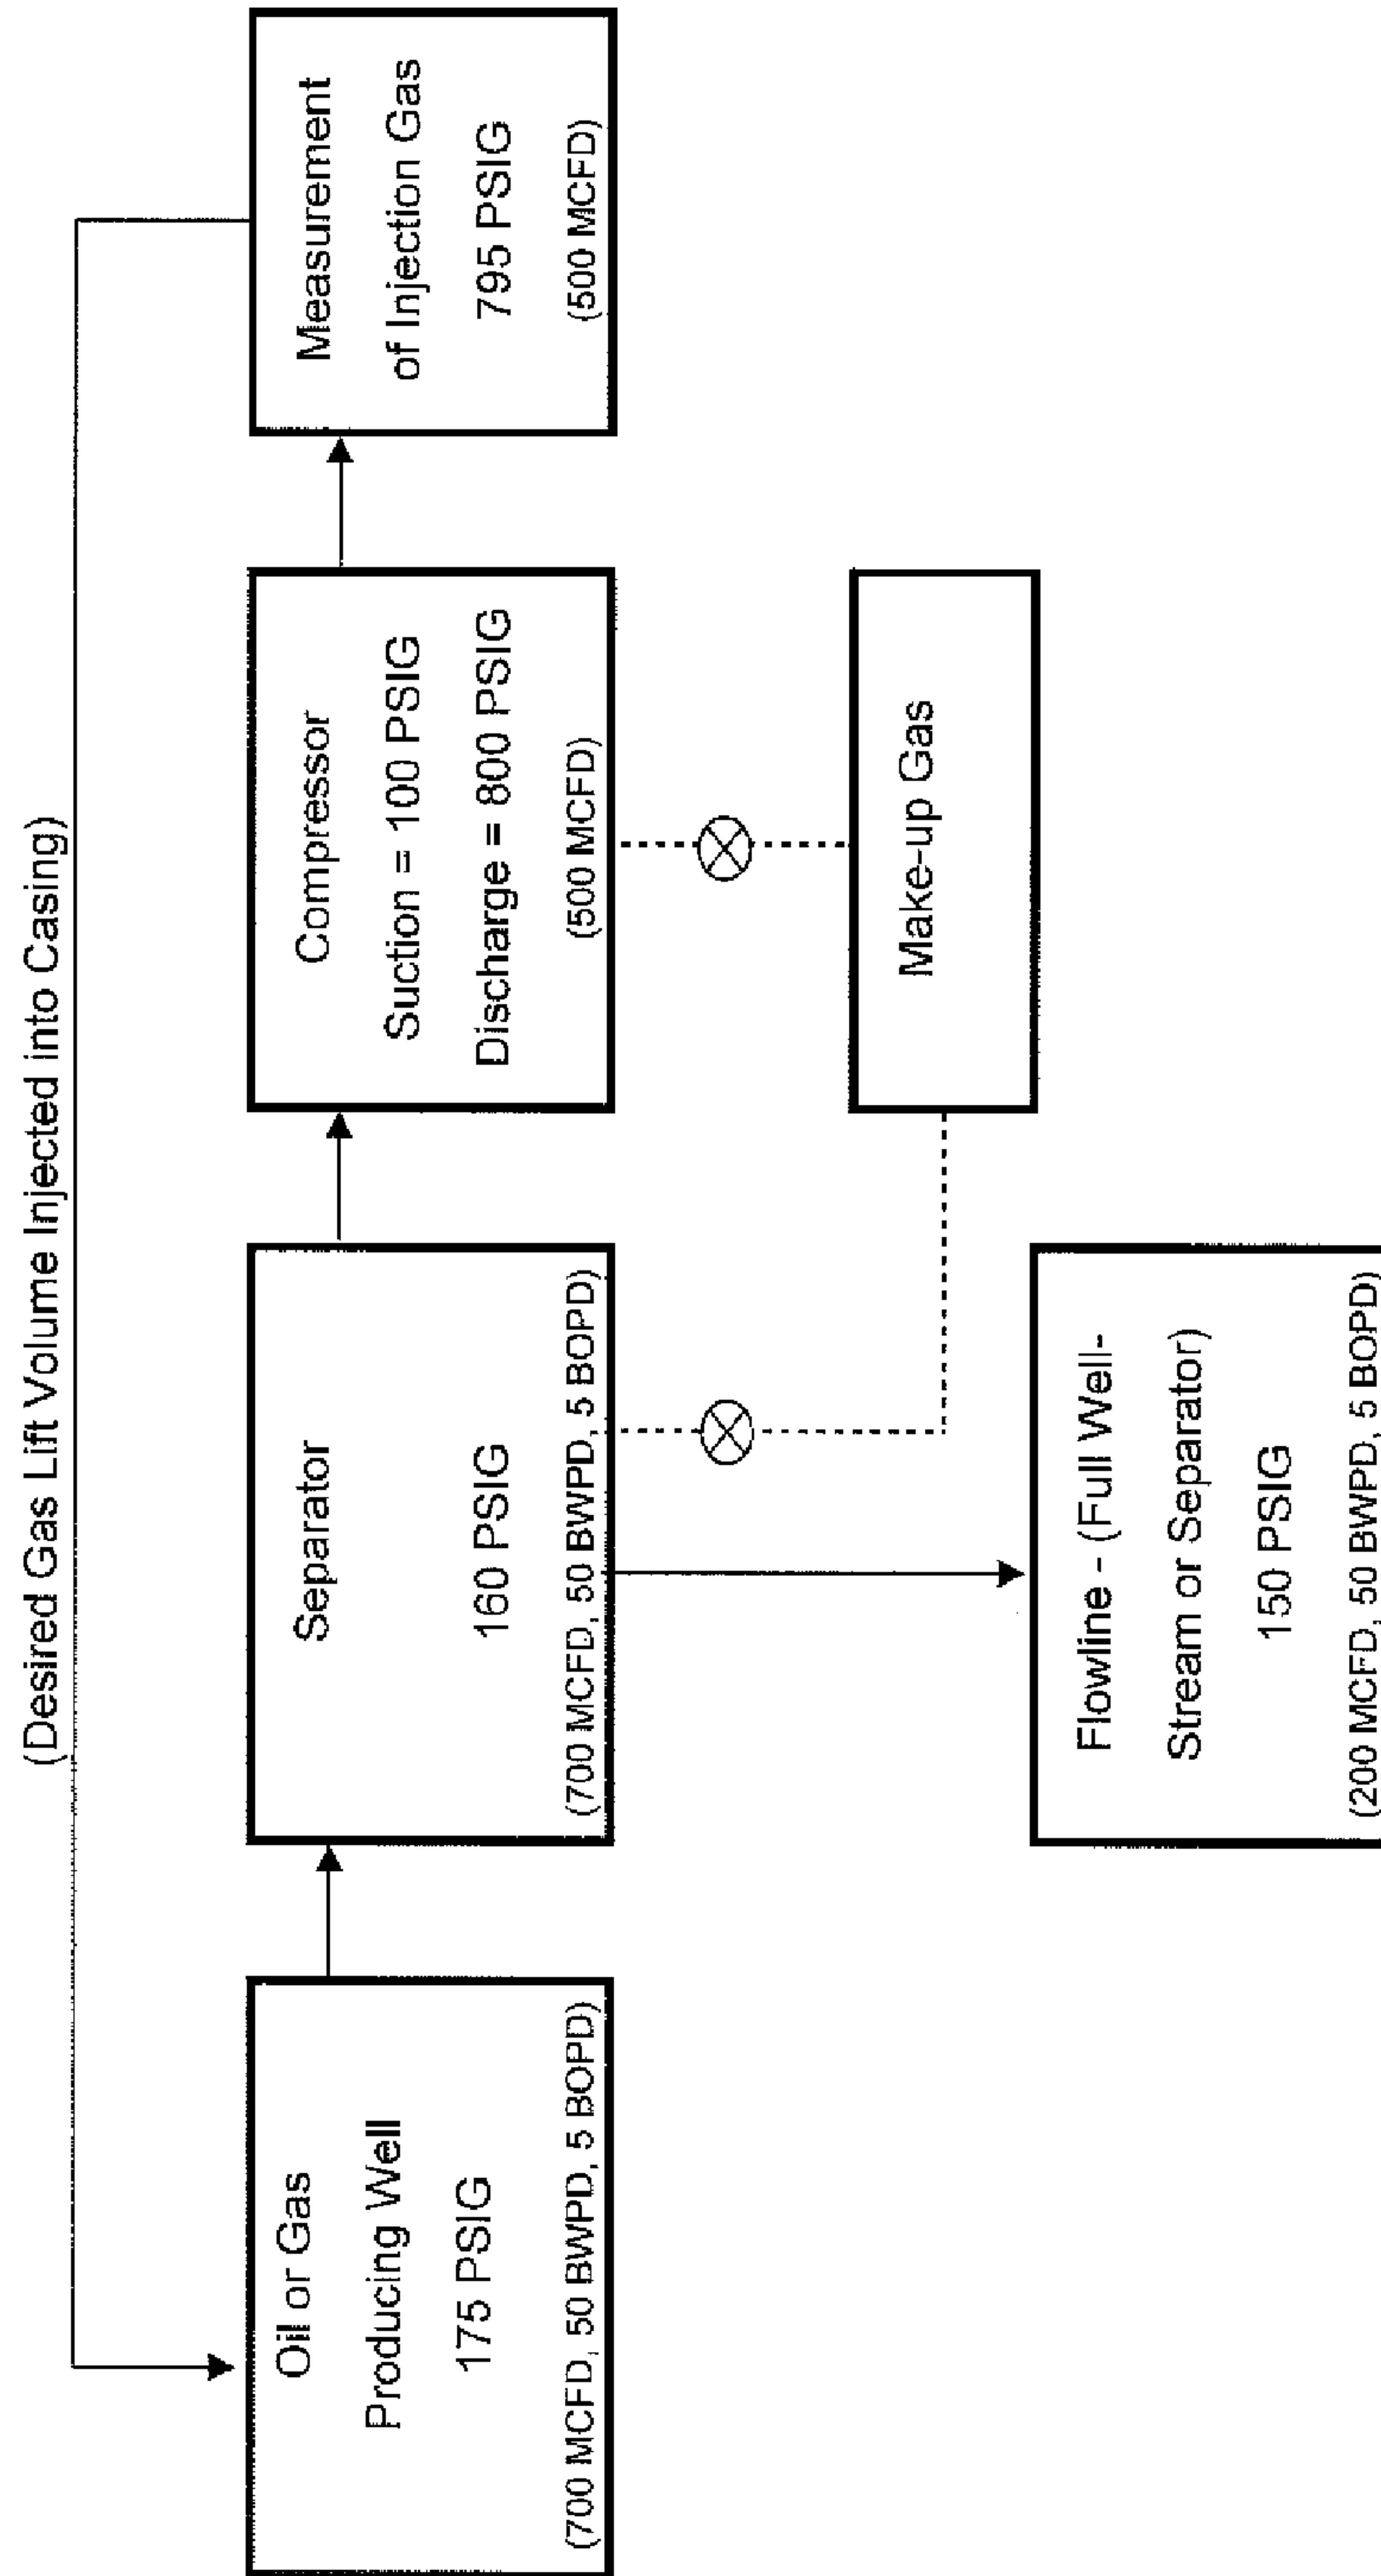 (Desired Gas Lift Volume Injected into Casing)
Oil or Gas
Producing Well
175 PSIG
(700 MCFD, 50 BWPD, 5 BOPD)
Separator
160 PSIG
(700 MCFD, 50 BWPD, 5 BOPD)
Compressor
Suction = 100 PSIG
Discharge = 800 PSIG
(500 MCFD)
Measurement
of Injection Gas
795 PSIG
(500 MCFD)
Make-up Gas
Flowline - (Full Well-
Stream or Separator)
150 PSIG
(200 MCFD, 50 BWPD, 5 BOPD)